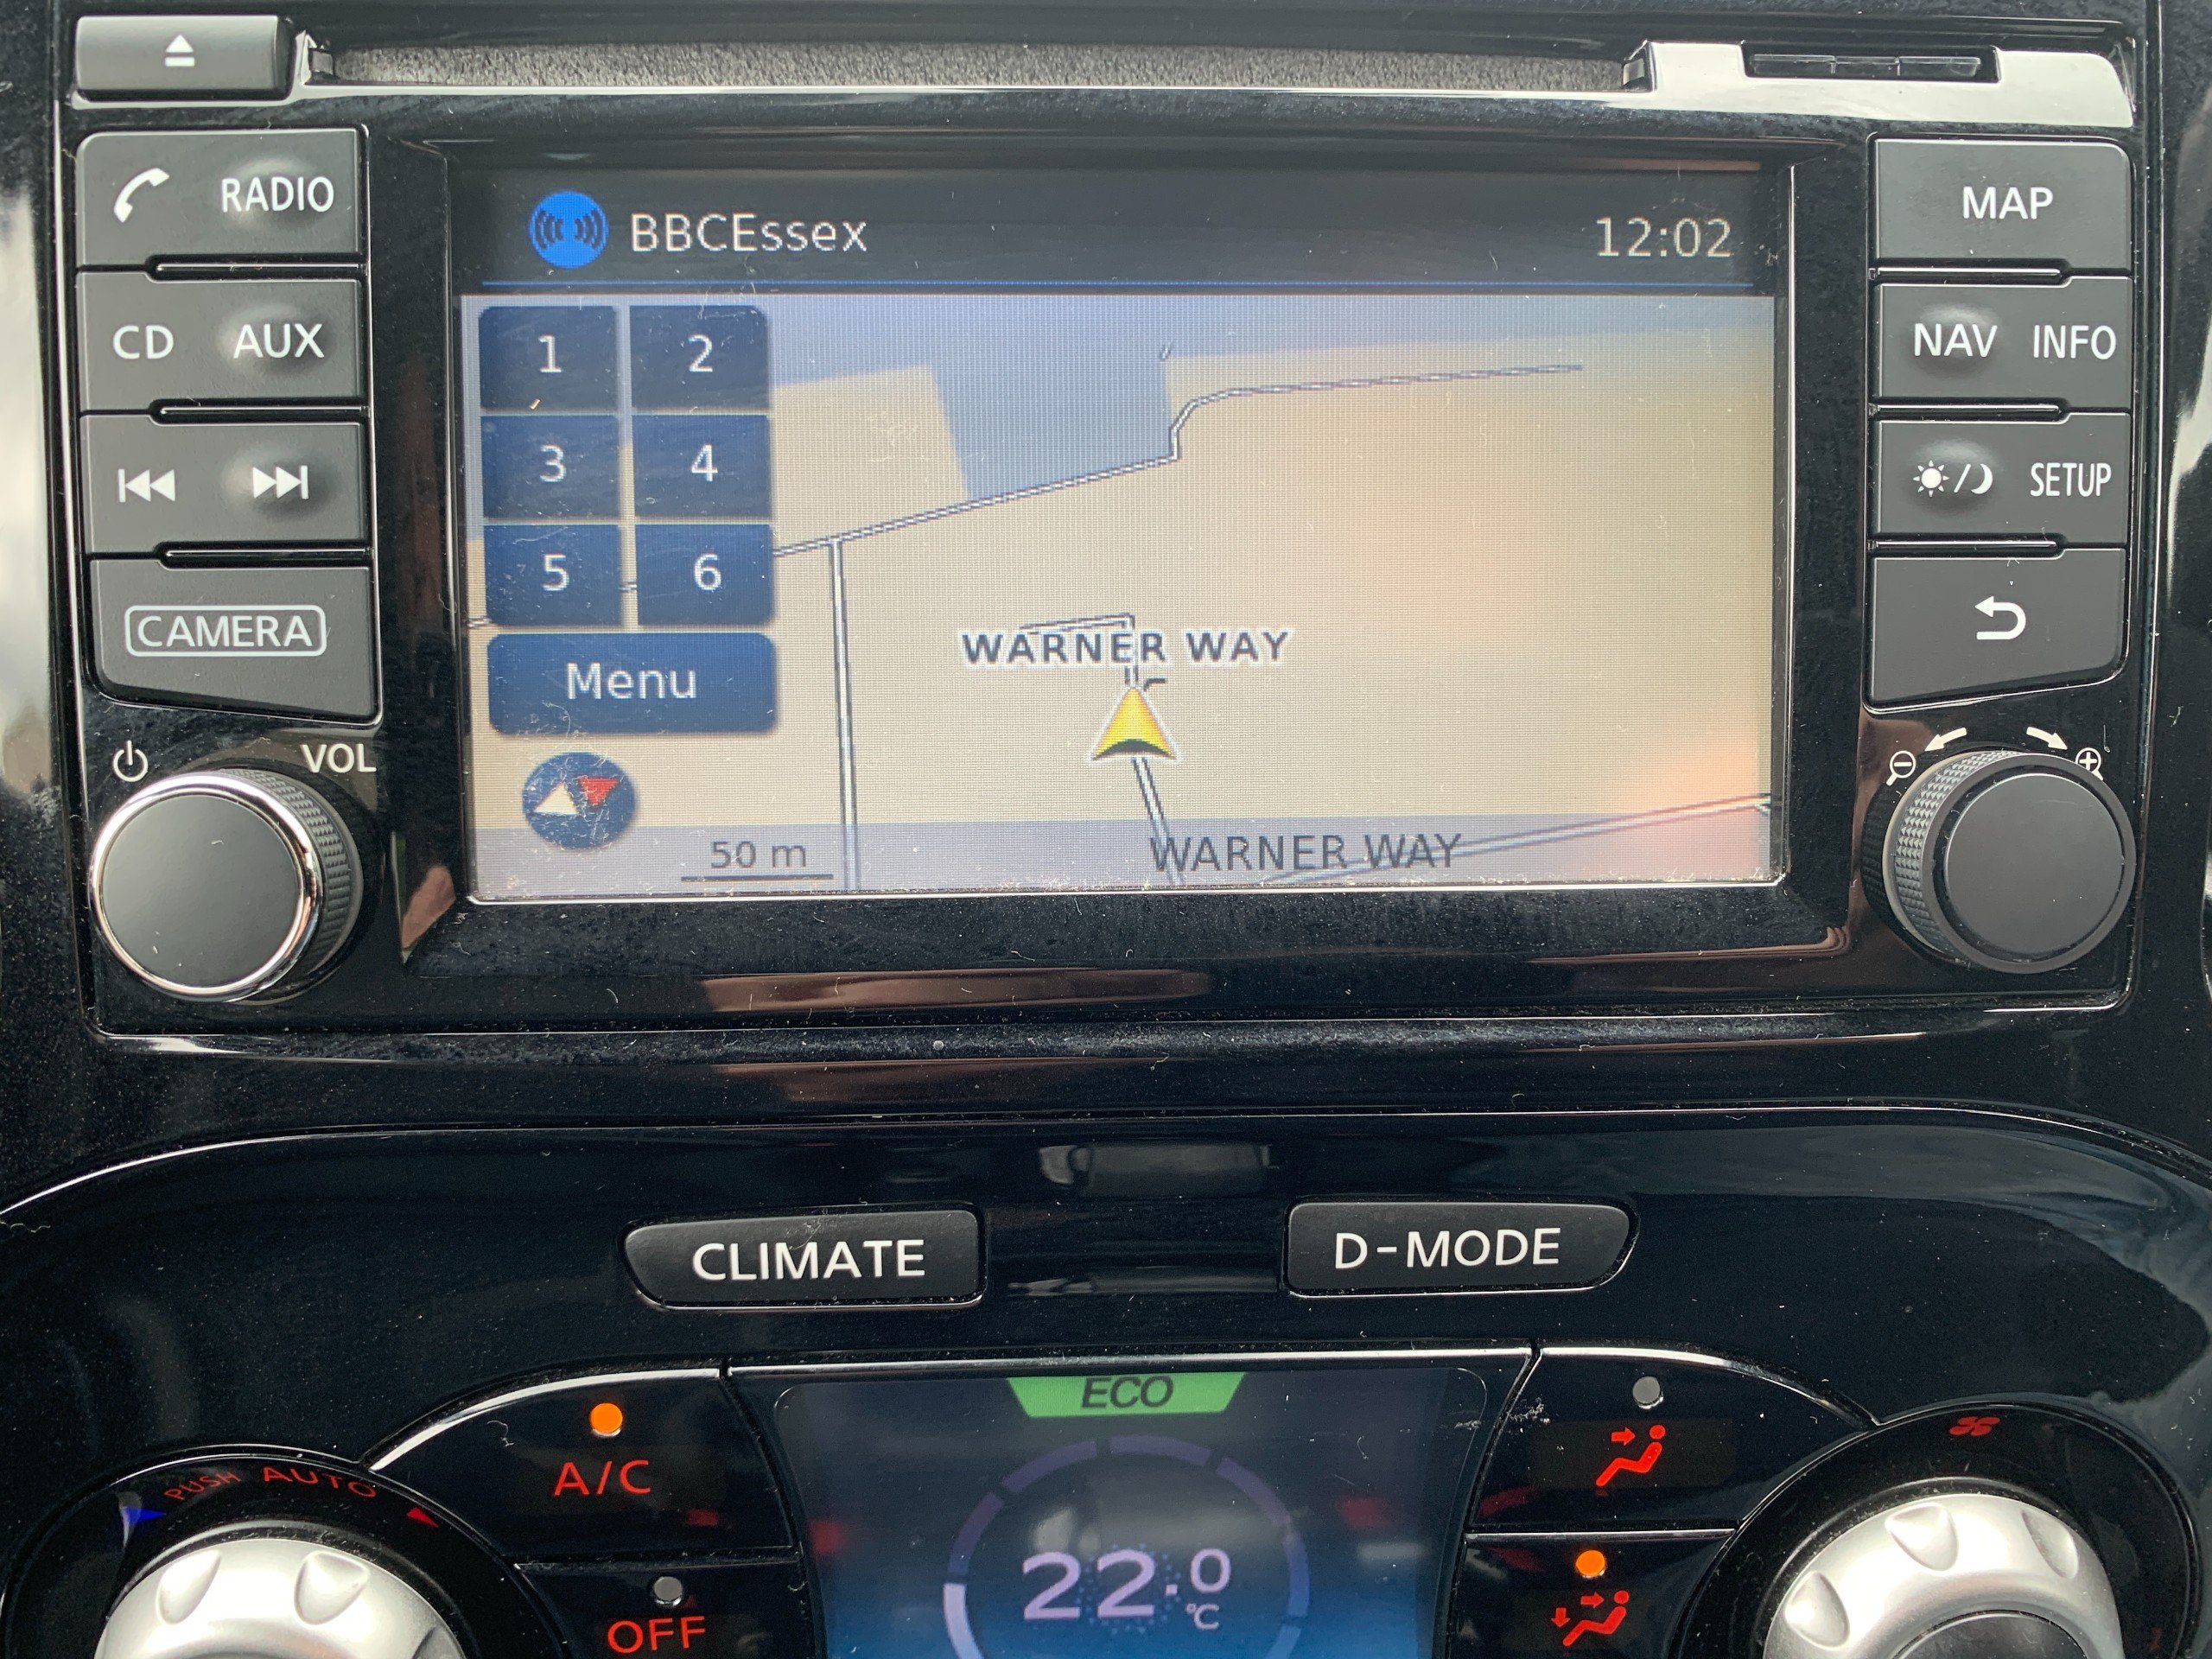 RADIO
CD AUX
CAMERA
VOL
BBCEssex 12:02
1 2
3 4
5 6
Menu
WARNER WAY
50 m WARNER WAY
MAP
NAV INFO
SETUP
CLIMATE D-MODE
PUSH AUTO
A/C
OFF
ECO
22.0
°C